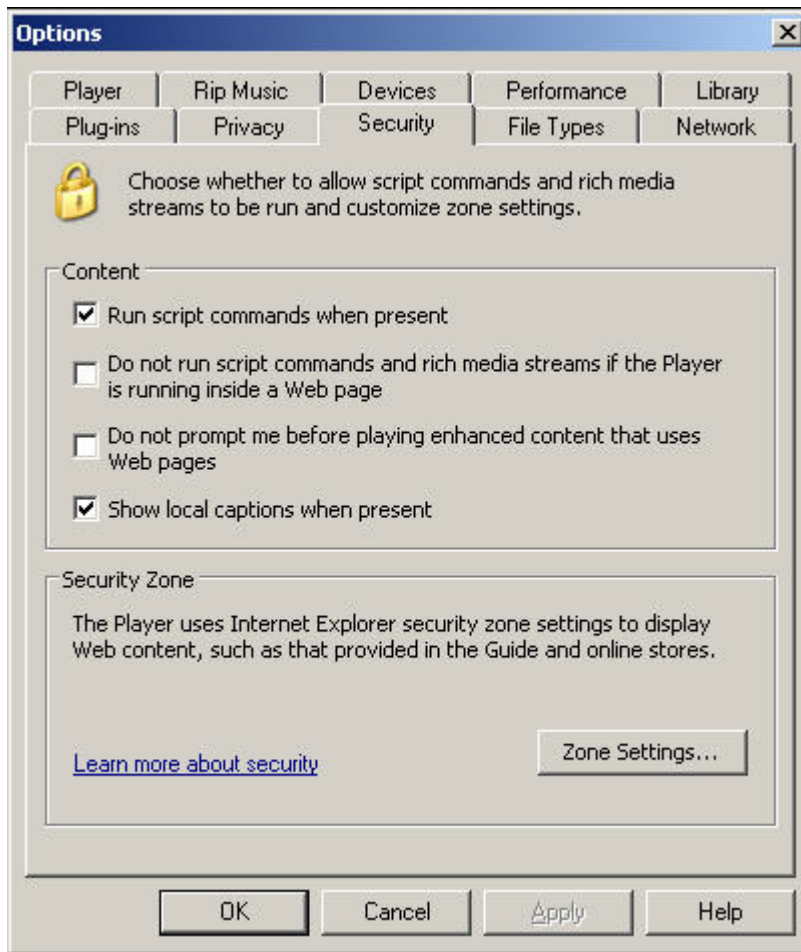 Options
Player Rip Music Devices Performance Library
Plug-ins Privacy Security File Types Network
Choose whether to allow script commands and rich media
streams to be run and customize zone settings.
Content
Run script commands when present
Do not run script commands and rich media streams if the Player
is running inside a Web page
Do not prompt me before playing enhanced content that uses
Web pages
Show local captions when present
Security Zone
The Player uses Internet Explorer security zone settings to display
Web content, such as that provided in the Guide and online stores.
Learn more about security
Zone Settings...
OK Cancel Apply Help